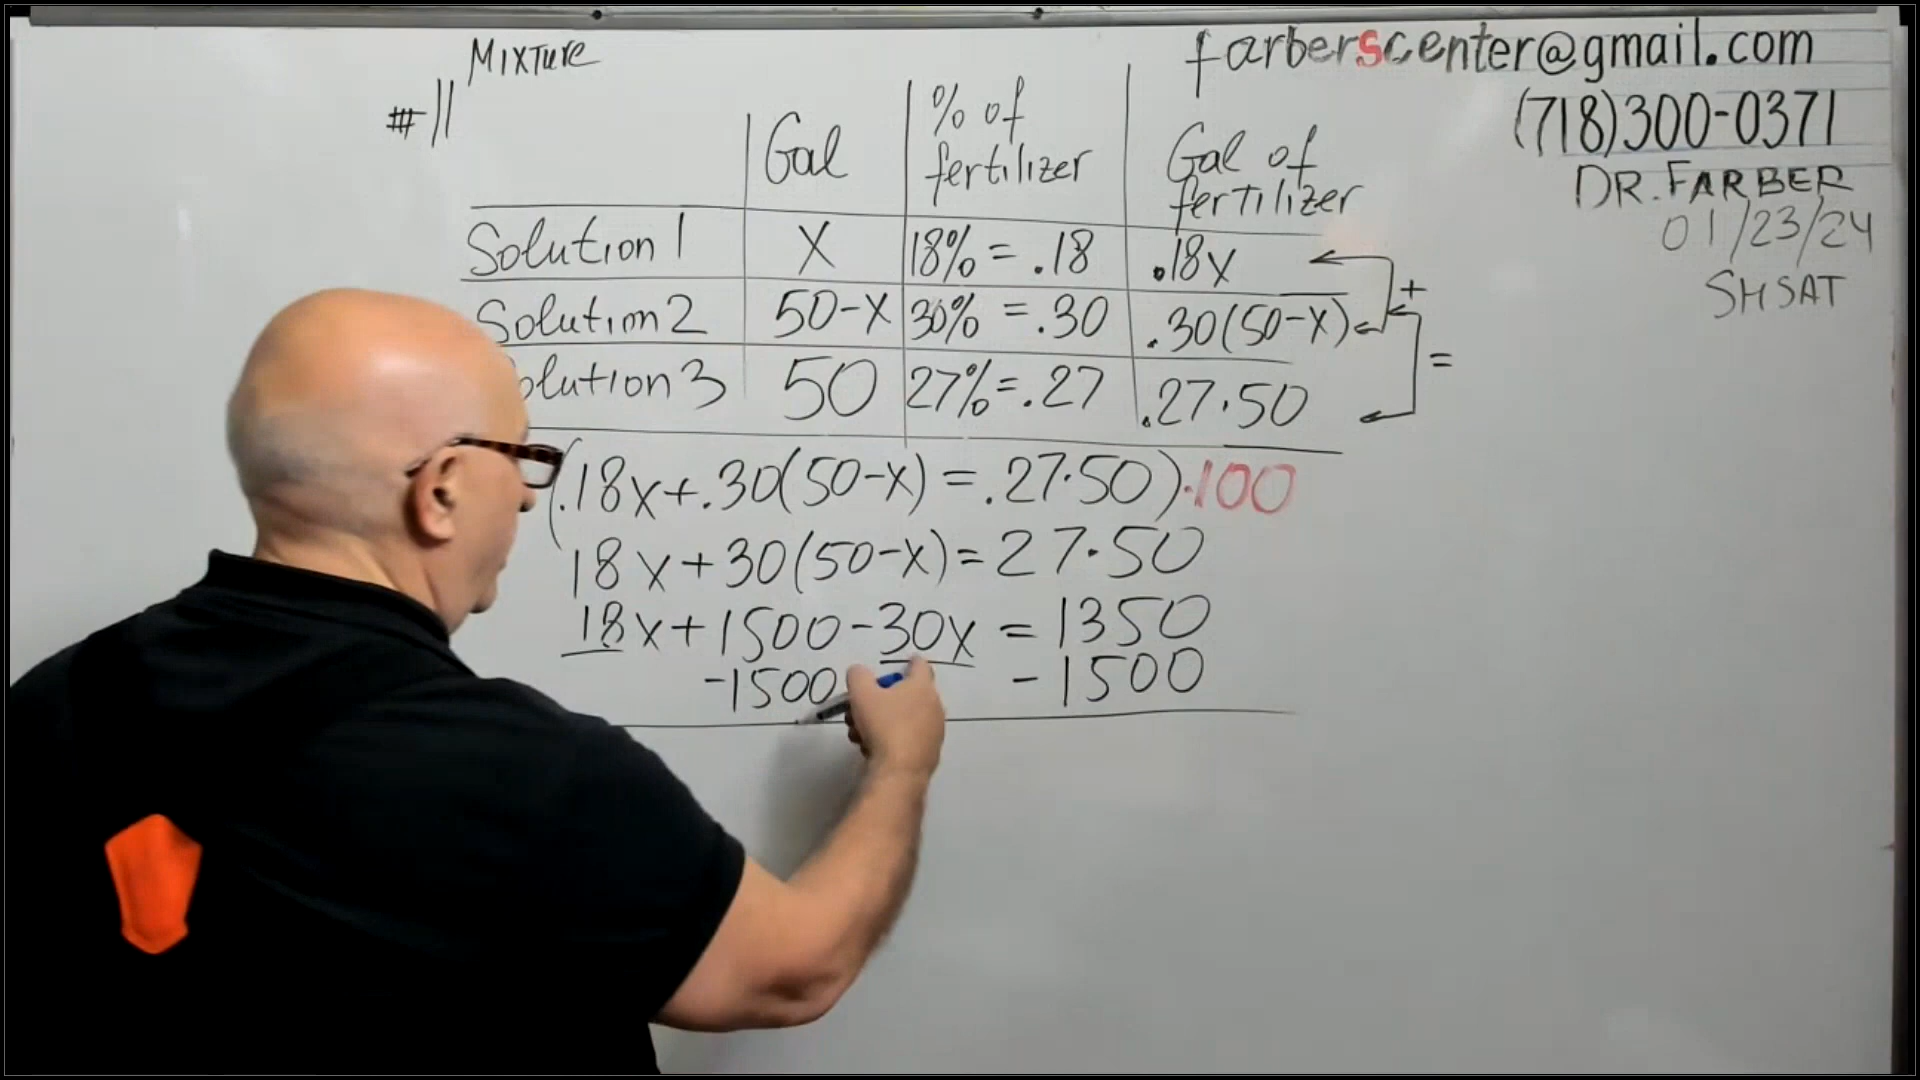 Mixture
#11
farberscenter@gmail.com
(718)300-0371
DR. FARBER
01/23/24
SHSAT
Gal
% of fertilizer
Gal of fertilizer
Solution 1 X 18% = .18 .18x
Solution 2 50-X 30% = .30 .30(50-x)
+
olution 3 50 27% = .27 .27·50
=
(.18x+.30(50-x) = .27·50)·100
18x+30(50-x)=27·50
18x+1500-30x = 1350
-1500 -1500